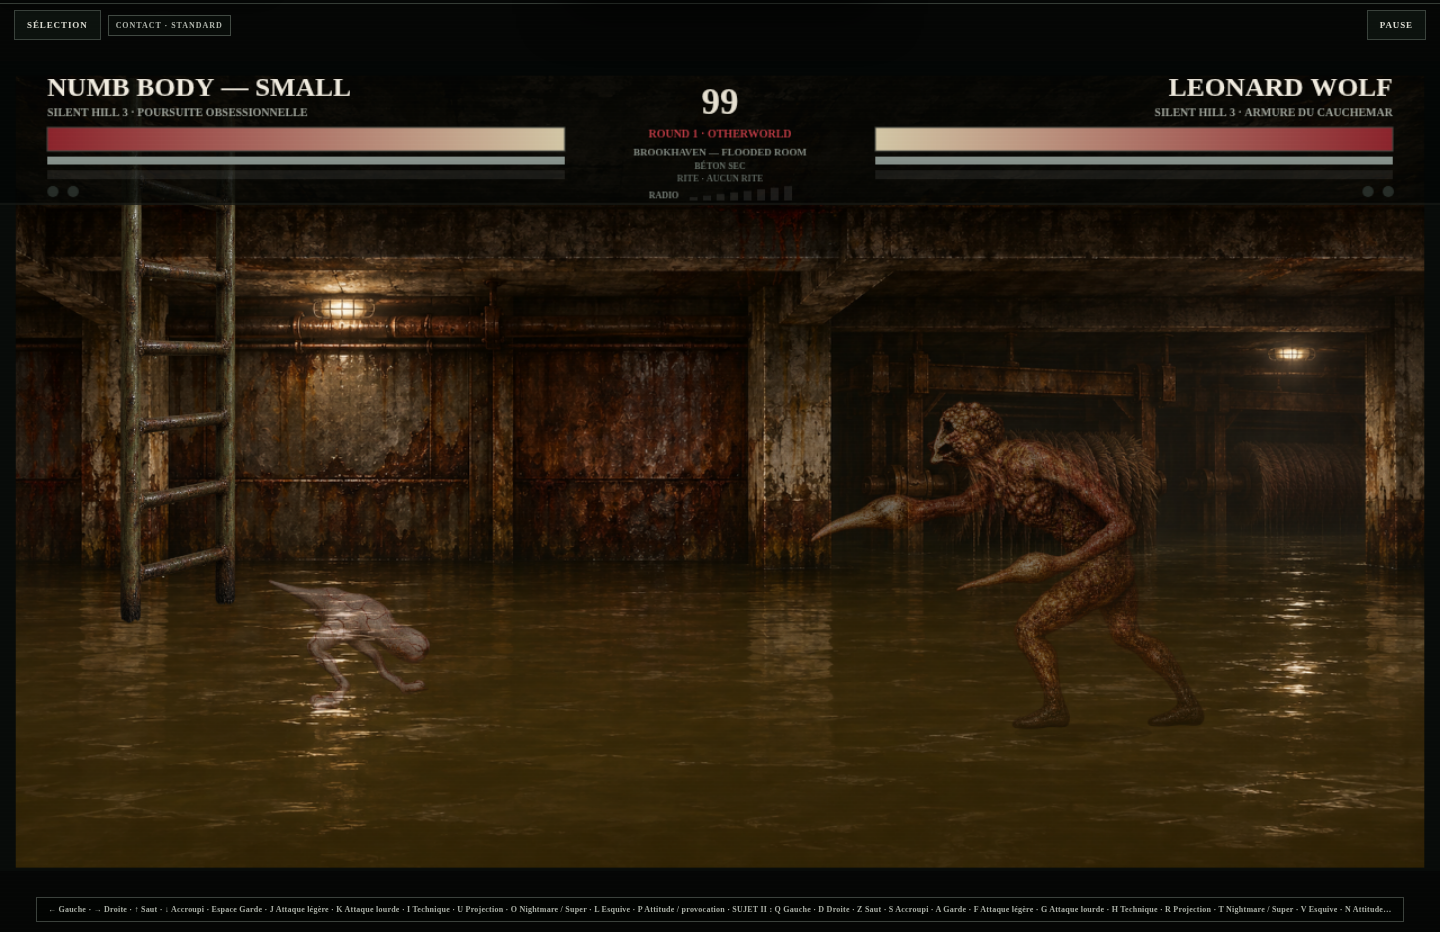 SÉLECTION
CONTACT · STANDARD
PAUSE
NUMB BODY — SMALL
SILENT HILL 3 · POURSUITE OBSESSIONNELLE
99
ROUND 1 · OTHERWORLD
BROOKHAVEN — FLOODED ROOM
BÉTON SEC
RITE · AUCUN RITE
RADIO
LEONARD WOLF
SILENT HILL 3 · ARMURE DU CAUCHEMAR
← Gauche · → Droite · ↑ Saut · ↓ Accroupi · Espace Garde · J Attaque légère · K Attaque lourde · I Technique · U Projection · O Nightmare / Super · L Esquive · P Attitude / provocation · SUJET II : Q Gauche · D Droite · Z Saut · S Accroupi · A Garde · F Attaque légère · G Attaque lourde · H Technique · R Projection · T Nightmare / Super · V Esquive · N Attitude…